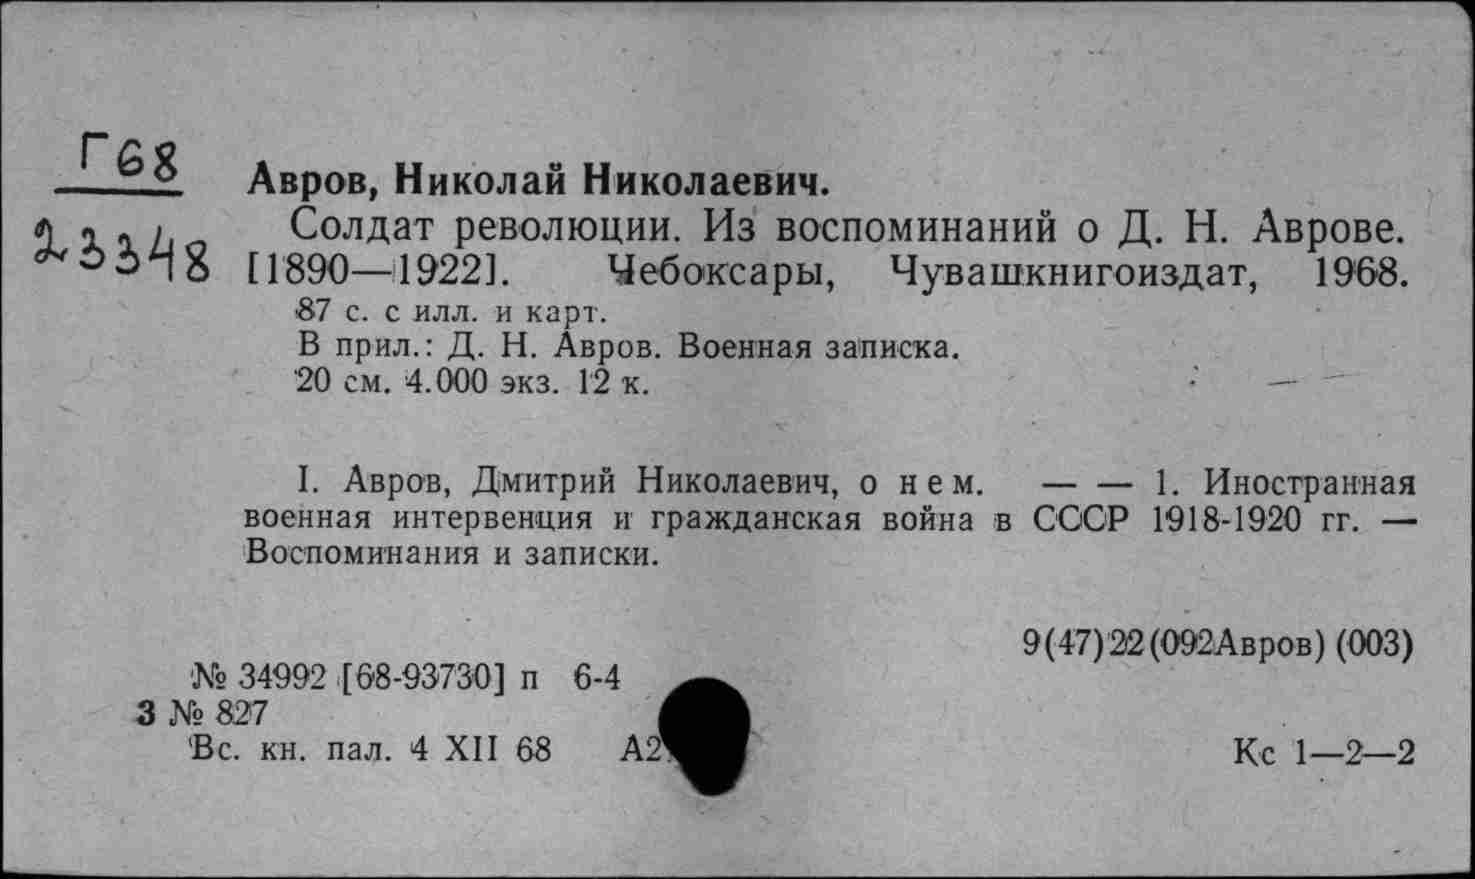 Г68
23348
Авров, Николай Николаевич.
Солдат революции. Из воспоминаний о Д. Н. Аврове.
[1890—1922]. Чебоксары, Чувашкнигоиздат, 1968.
87 с. с илл. и карт.
В прил.: Д. Н. Авров. Военная записка.
20 см. 4.000 экз. 12 к.
I. Авров, Дмитрий Николаевич, о нем. — — 1. Иностранная
военная интервенция и гражданская война в СССР 1918-1920 гг. —
Воспоминания и записки.
9(47)22(092Авров) (003)
№ 34992 [68-93730] п 6-4
3 № 827
Вс. кн. пал. 4 XII 68 А2
Кс 1—2—2